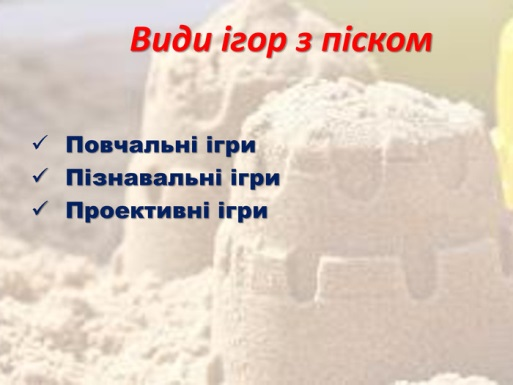 Види ігор з піском
✓ Повчальні ігри
✓ Пізнавальні ігри
✓ Проективні ігри